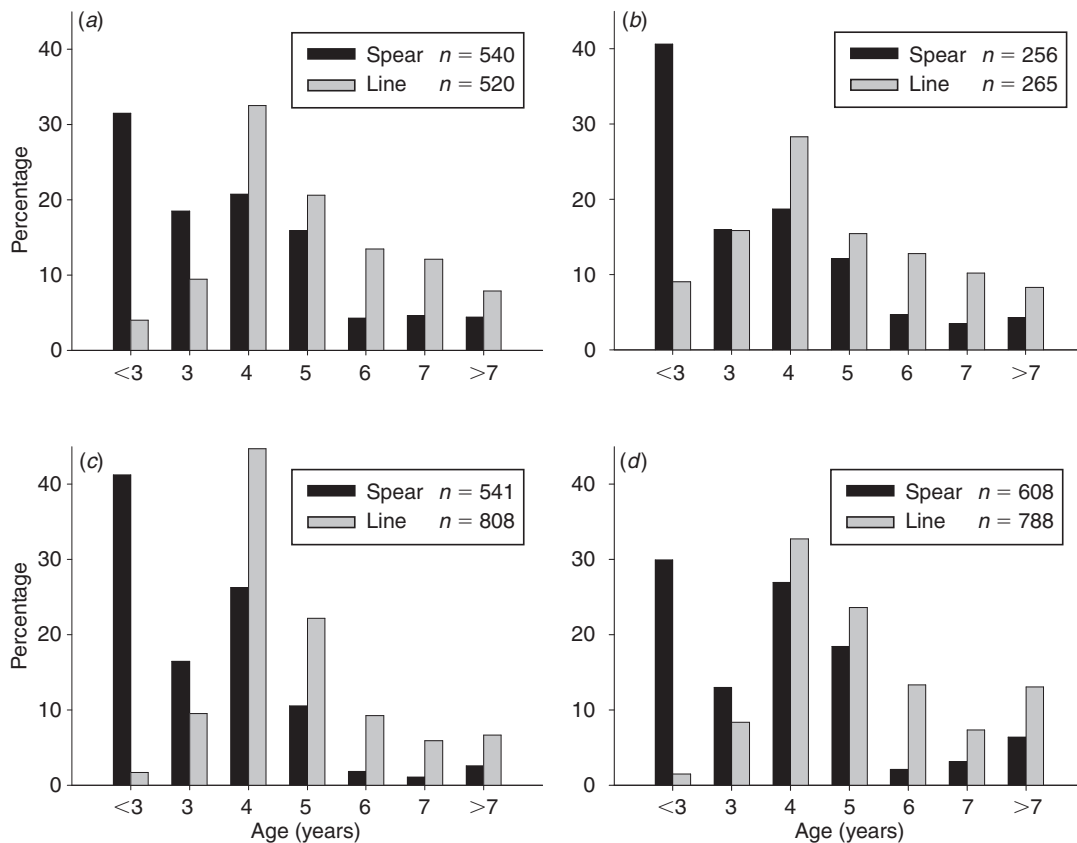 (a)
Spear n = 540
Line n = 520
Percentage
40
30
20
10
0
<3 3 4 5 6 7 >7
(b)
Spear n = 256
Line n = 265
40
30
20
10
0
<3 3 4 5 6 7 >7
(c)
Spear n = 541
Line n = 808
Percentage
40
30
20
10
0
<3 3 4 5 6 7 >7
Age (years)
(d)
Spear n = 608
Line n = 788
40
30
20
10
0
<3 3 4 5 6 7 >7
Age (years)